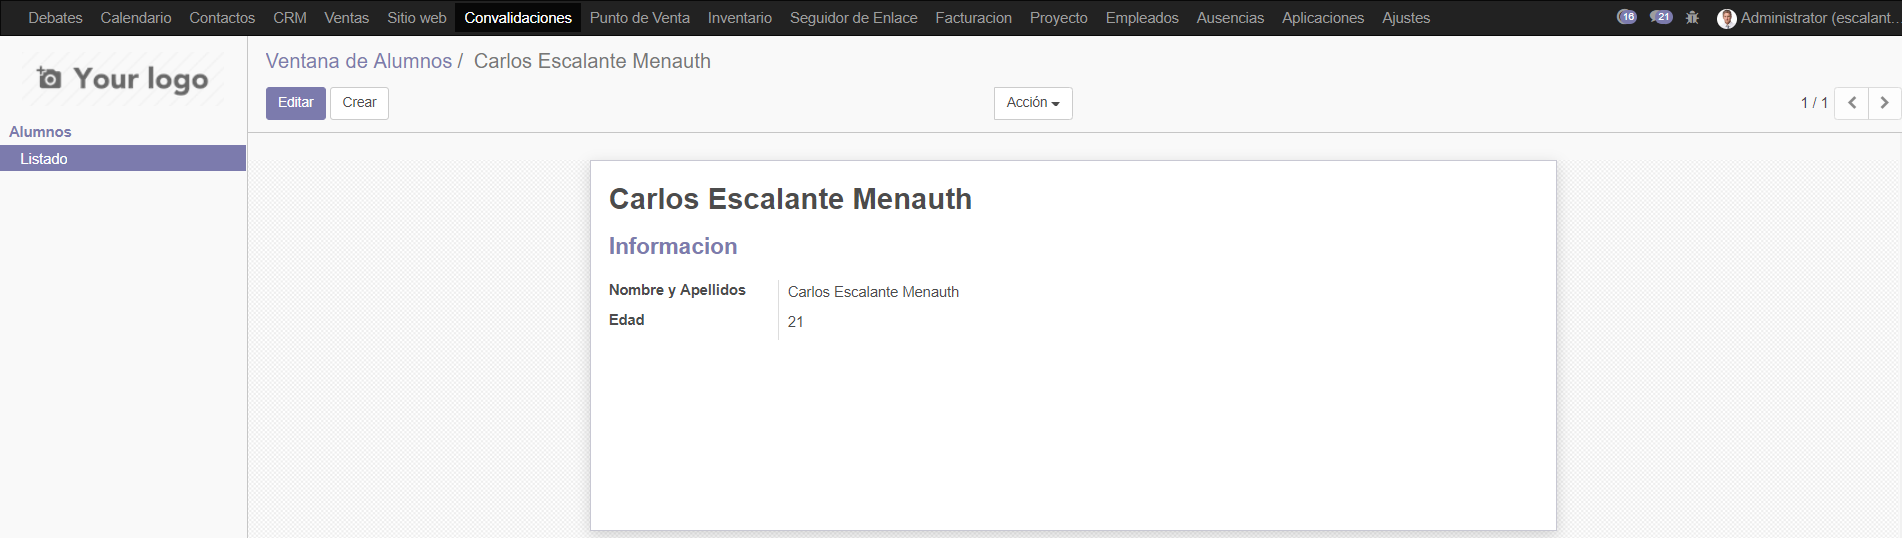 Debates Calendario Contactos CRM Ventas Sitio web Convalidaciones Punto de Venta Inventario Seguidor de Enlace Facturacion Proyecto Empleados Ausencias Aplicaciones Ajustes 16 21 Administrator (escalant...
Your logo
Ventana de Alumnos / Carlos Escalante Menauth
Editar Crear Acción 1 / 1
Alumnos
Listado
Carlos Escalante Menauth
Informacion
Nombre y Apellidos Carlos Escalante Menauth
Edad 21